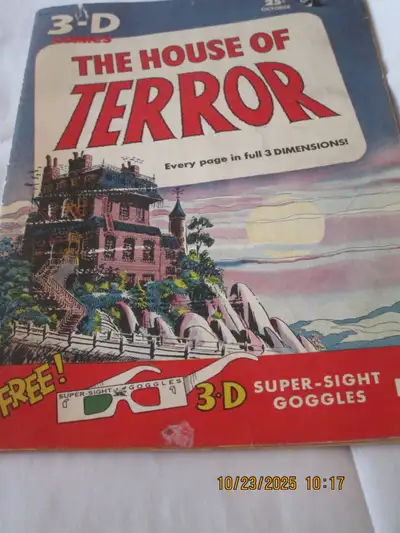 3-D
COMICS
25¢
OCTOBER
THE HOUSE OF
TERROR
Every page in full 3 DIMENSIONS!
FREE!
SUPER-SIGHT GOGGLES
3-D
SUPER-SIGHT
GOGGLES
10/23/2025 10:17